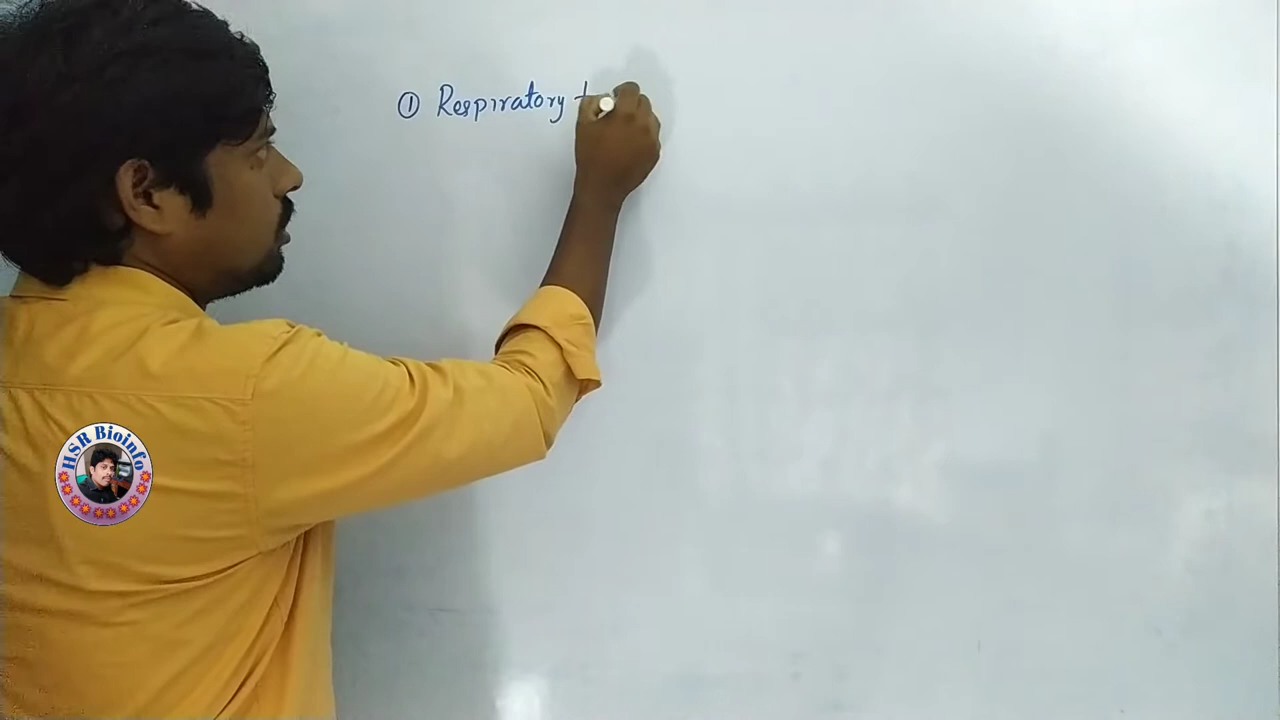 ① Respiratory t
HSR Bioinfo